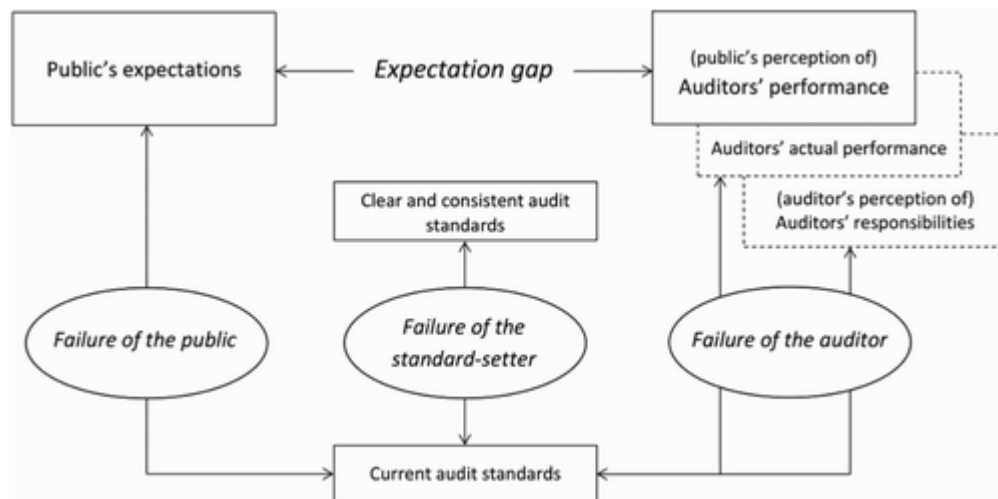 Public's expectations
Expectation gap
(public's perception of)
Auditors' performance
Auditors' actual performance
(auditor's perception of)
Auditors' responsibilities
Clear and consistent audit
standards
Failure of the public
Failure of the
standard-setter
Failure of the auditor
Current audit standards